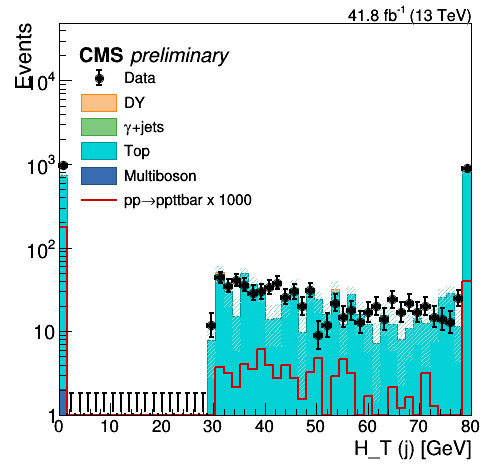 41.8 fb⁻¹ (13 TeV)
Events
CMS preliminary
Data
DY
γ+jets
Top
Multiboson
pp→ppttbar x 1000
10⁴
10³
10²
10
1
0 10 20 30 40 50 60 70 80
H_T (j) [GeV]